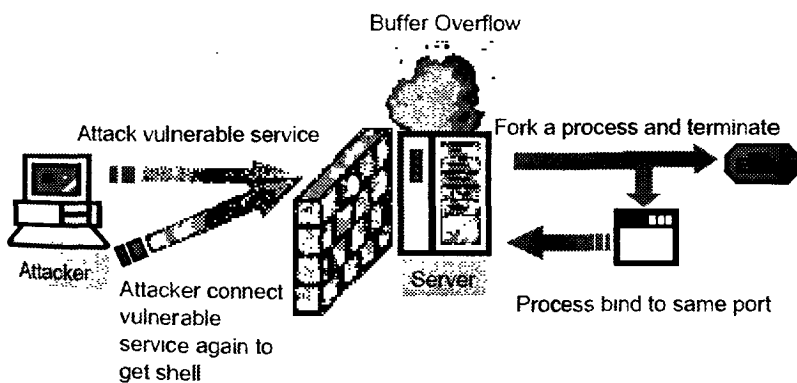 Buffer Overflow
Attack vulnerable service
Fork a process and terminate
Attacker
Server
Attacker connect
vulnerable
service again to
get shell
Process bind to same port